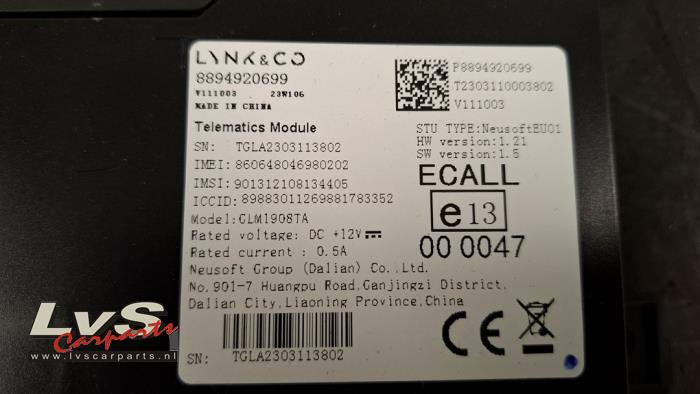 LYNK&CO
8894920699
V111003 23W106
MADE IN CHINA
Telematics Module
SN: TGLA2303113802
IMEI: 860648046980202
IMSI: 901312108134405
ICCID: 89883011269881783352
Model: GLM1908TA
Rated voltage: DC +12V
Rated current : 0.5A
Neusoft Group (Dalian) Co.,Ltd.
No.901-7 Huangpu Road,Ganjingzi District,
Dalian City,Liaoning Province,China
SN: TGLA2303113802
P8894920699
T2303110003802
V111003
STU TYPE:NeusoftEU01
HW version:1.21
SW version:1.5
ECALL
e13
00 0047
CE
LvS
Carparts
www.lvscarparts.nl